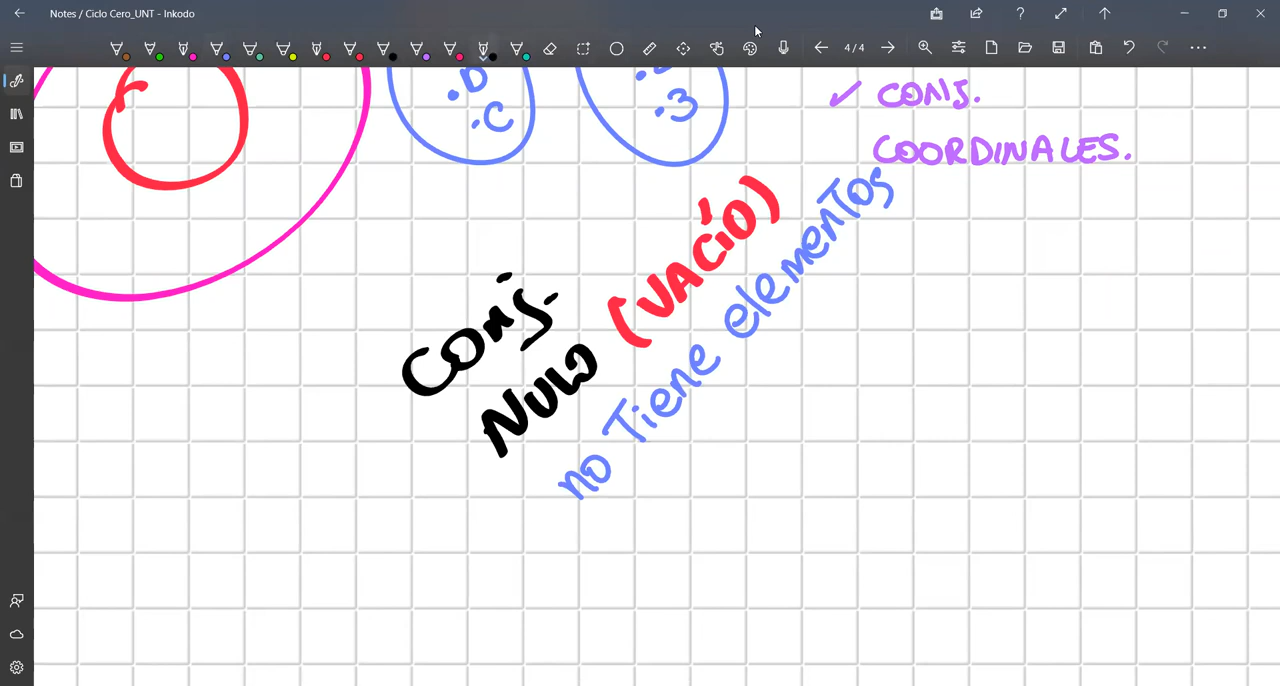 Notes / Ciclo Cero_UNT - Inkodo
4/4
r
.b
.C
:3
✓ CONJ.
COORDINALES.
CONJ.
NULO (VACÍO)
no Tiene elementos